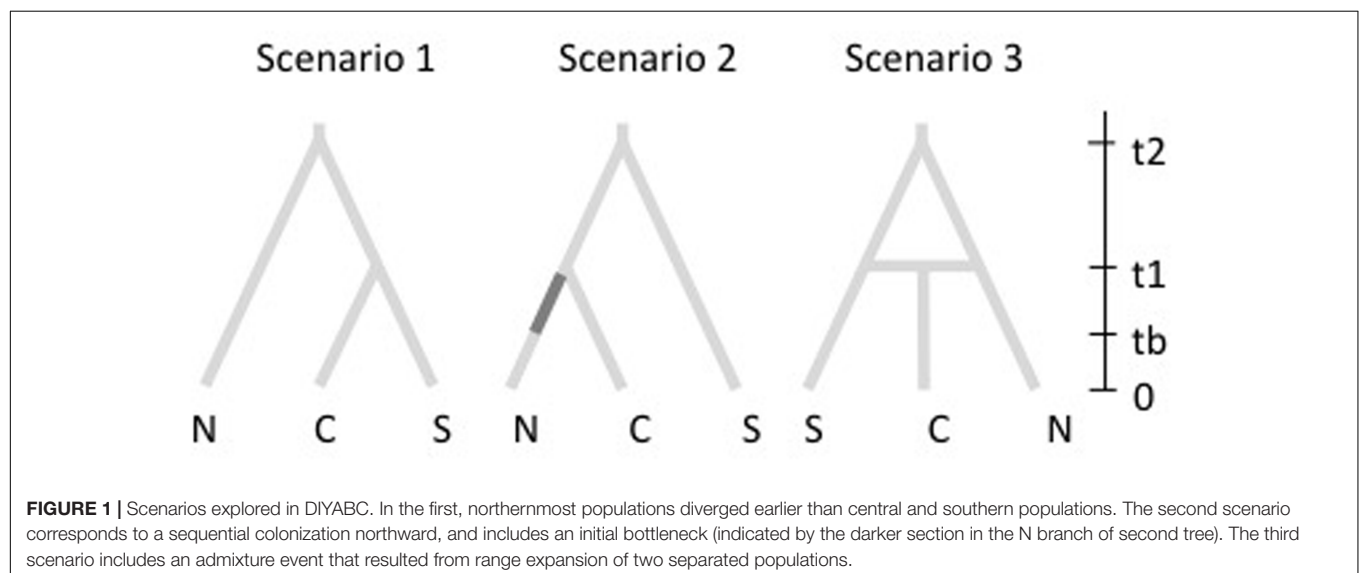 Scenario 1 Scenario 2 Scenario 3
t2
t1
tb
0
N C S N C S S C N
FIGURE 1 | Scenarios explored in DIYABC. In the first, northernmost populations diverged earlier than central and southern populations. The second scenario
corresponds to a sequential colonization northward, and includes an initial bottleneck (indicated by the darker section in the N branch of second tree). The third
scenario includes an admixture event that resulted from range expansion of two separated populations.